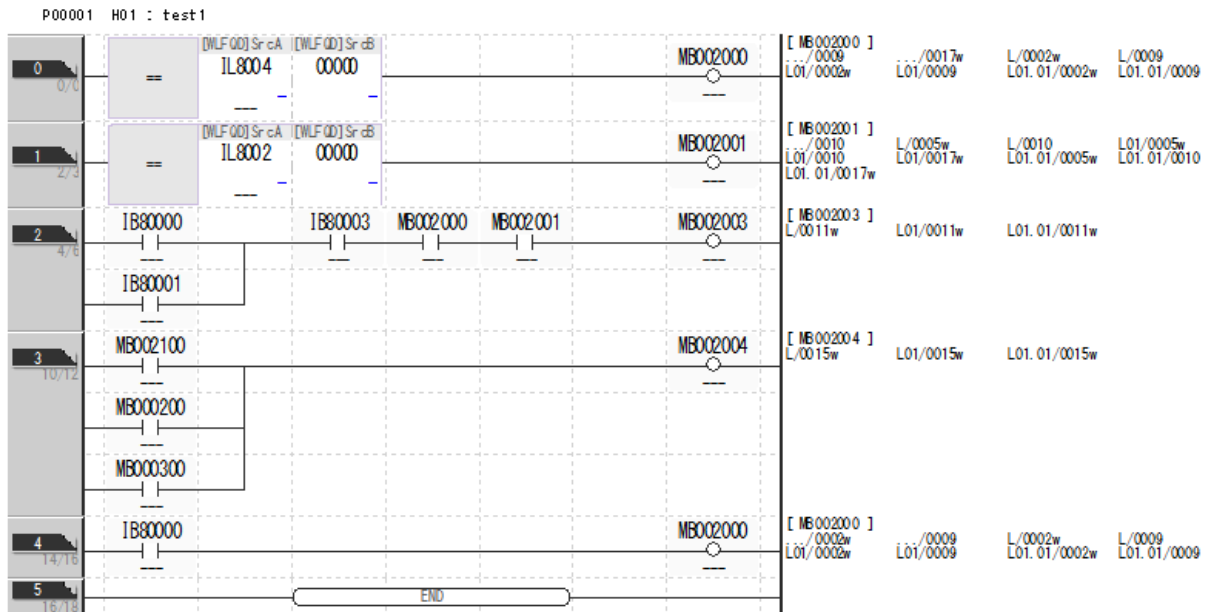 P00001 H01 : test1
0
0/0
==
[WLFQD]SrcA [WLFQD]SrcB
IL8004 00000
---
MB002000
---
[ MB002000 ]
.../0009 .../0017w L/0002w L/0009
L01/0002w L01/0009 L01.01/0002w L01.01/0009
1
2/3
==
[WLFQD]SrcA [WLFQD]SrcB
IL8002 00000
---
MB002001
---
[ MB002001 ]
.../0010 L/0005w L/0010 L01/0005w
L01/0010 L01/0017w L01.01/0005w L01.01/0010
L01.01/0017w
2
4/6
IB80000 IB80003 MB002000 MB002001 MB002003
--- --- --- --- ---
IB80001
---
[ MB002003 ]
L/0011w L01/0011w L01.01/0011w
3
10/12
MB002100 MB002004
--- ---
MB000200
---
MB000300
---
[ MB002004 ]
L/0015w L01/0015w L01.01/0015w
4
14/16
IB80000 MB002000
--- ---
[ MB002000 ]
.../0002w .../0009 L/0002w L/0009
L01/0002w L01/0009 L01.01/0002w L01.01/0009
5
16/18
END